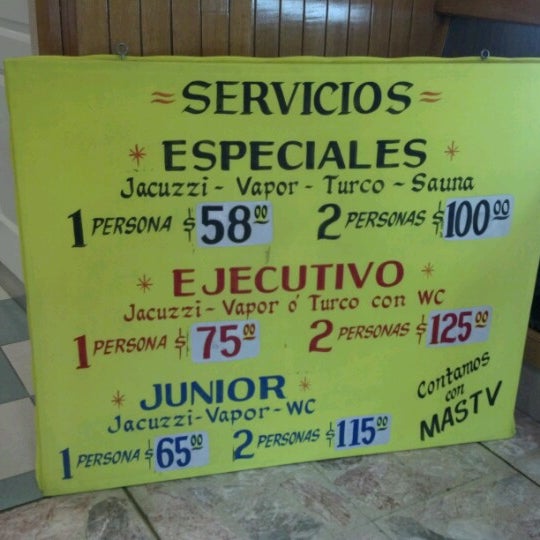 ≈SERVICIOS≈
* ESPECIALES *
Jacuzzi - Vapor - Turco - Sauna
1 PERSONA $58.00 2 PERSONAS $100.00
* EJECUTIVO *
Jacuzzi-Vapor ó Turco con WC
1 PERSONA $75.00 2 PERSONAS $125.00
* JUNIOR *
Jacuzzi-Vapor-WC
1 PERSONA $65.00 2 PERSONAS $115.00
Contamos
con
MASTV